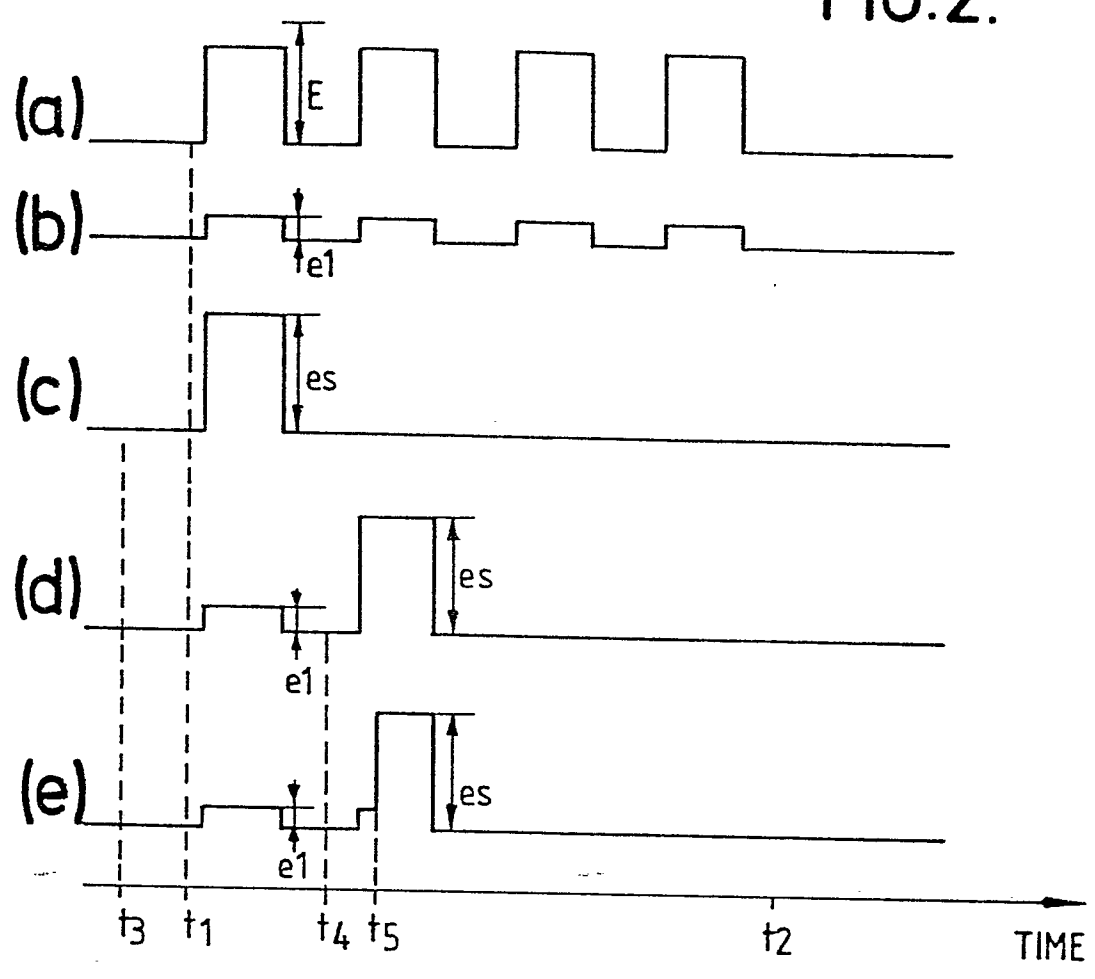 FIG.2.
(a)
E
(b)
e1
(c)
es
(d)
es
e1
(e)
es
e1
t3 t1 t4 t5 t2 TIME